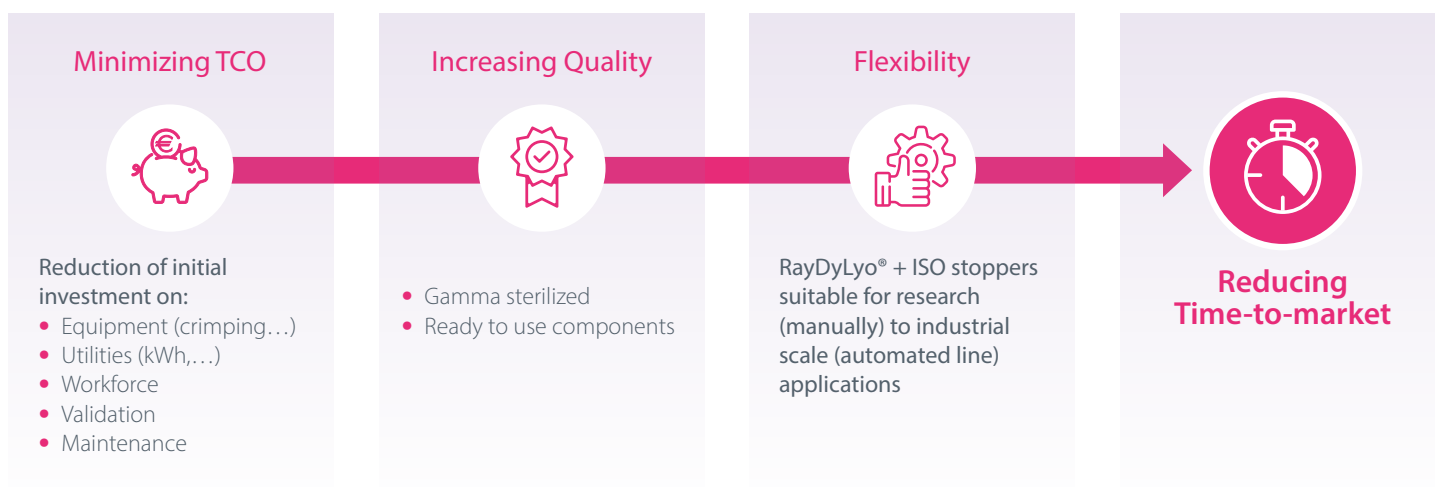 Minimizing TCO
Reduction of initial
investment on:
• Equipment (crimping…)
• Utilities (kWh,…)
• Workforce
• Validation
• Maintenance
Increasing Quality
• Gamma sterilized
• Ready to use components
Flexibility
RayDyLyo® + ISO stoppers
suitable for research
(manually) to industrial
scale (automated line)
applications
Reducing
Time-to-market